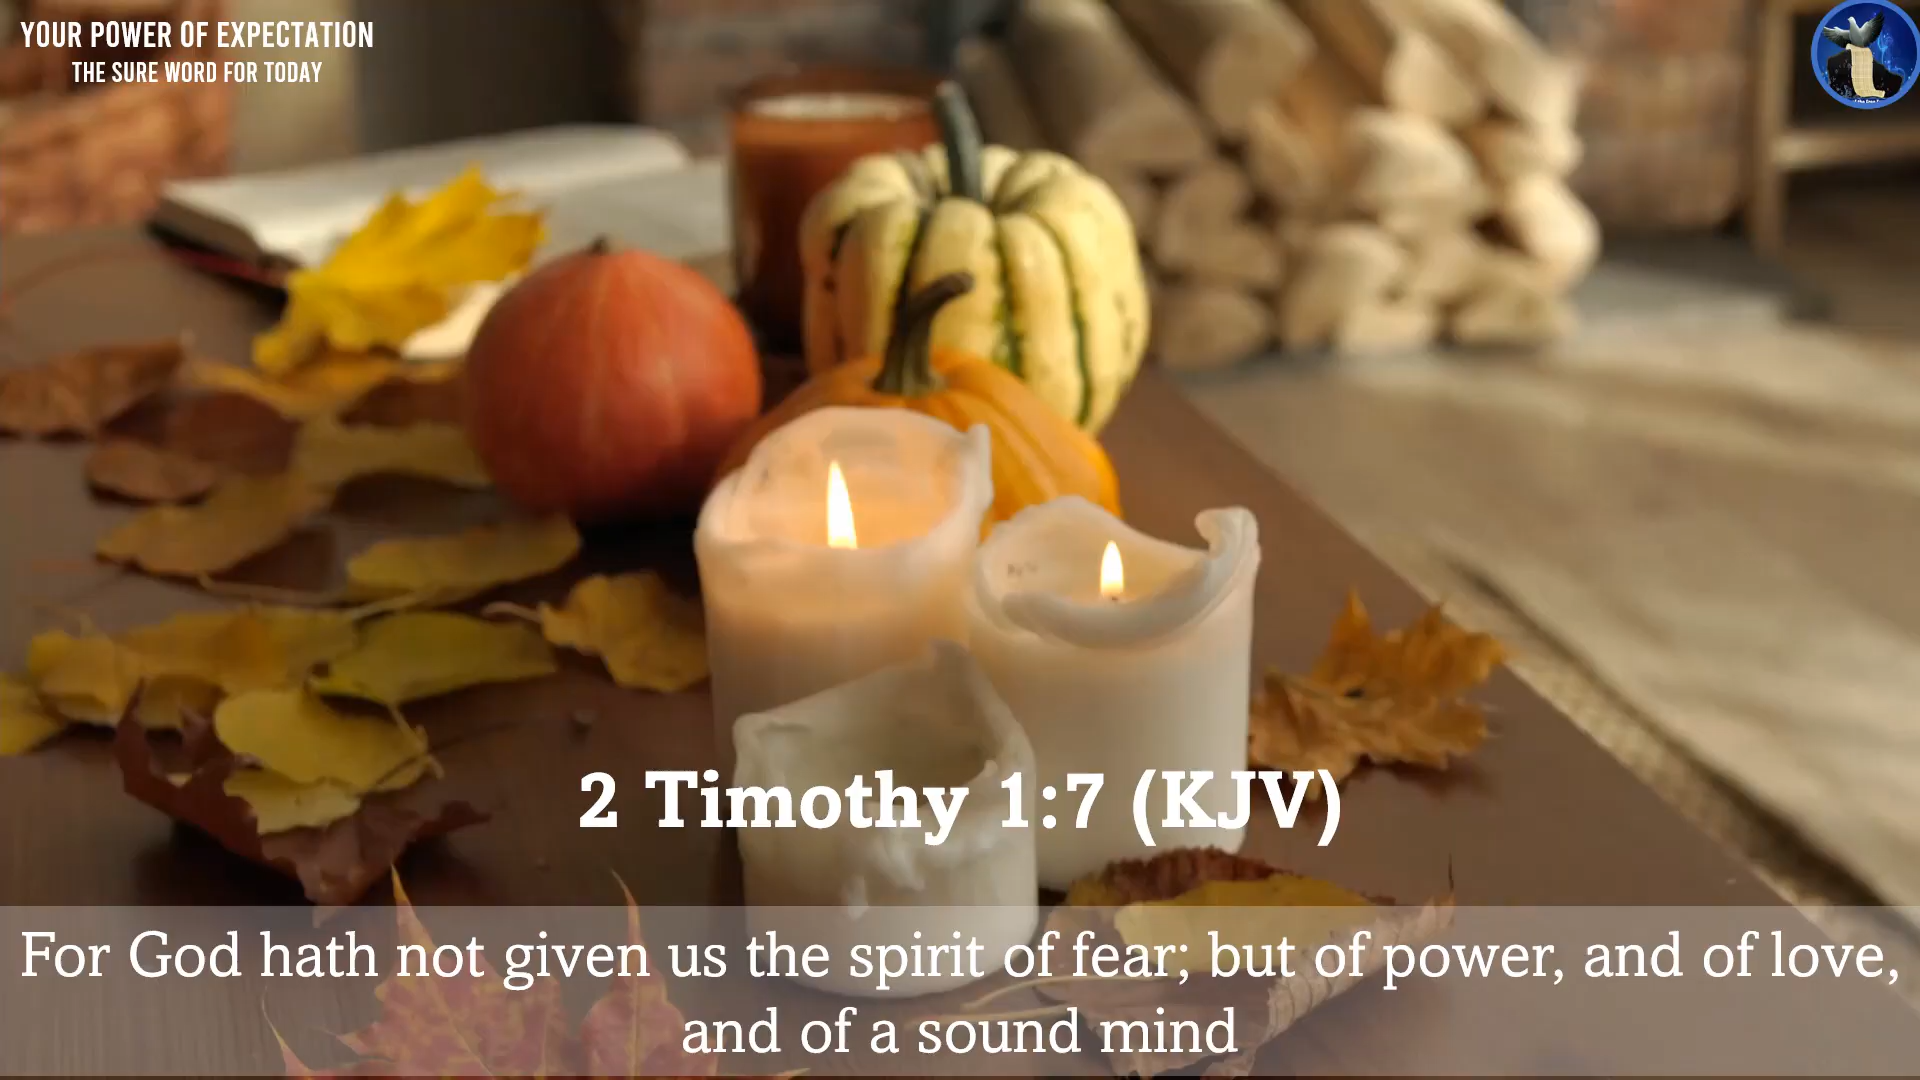 YOUR POWER OF EXPECTATION
THE SURE WORD FOR TODAY
2 Timothy 1:7 (KJV)
For God hath not given us the spirit of fear; but of power, and of love,
and of a sound mind